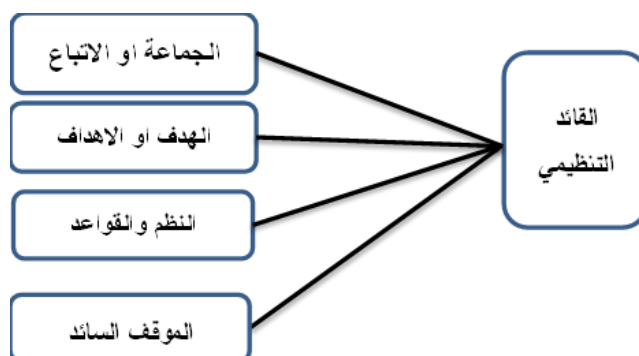 القائد
التنظيمي
الجماعة او الاتباع
الهدف او الاهداف
النظم والقواعد
الموقف السائد